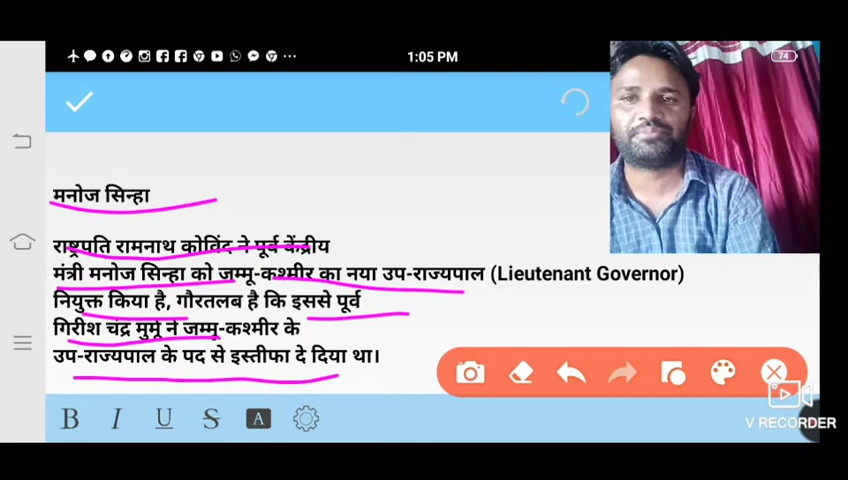 1:05 PM
74
मनोज सिन्हा
राष्ट्रपति रामनाथ कोविंद ने पूर्व केंद्रीय
मंत्री मनोज सिन्हा को जम्मू-कश्मीर का नया उप-राज्यपाल (Lieutenant Governor)
नियुक्त किया है, गौरतलब है कि इससे पूर्व
गिरीश चंद्र मुर्मू ने जम्मू-कश्मीर के
उप-राज्यपाल के पद से इस्तीफा दे दिया था।
B I U S A
V RECORDER